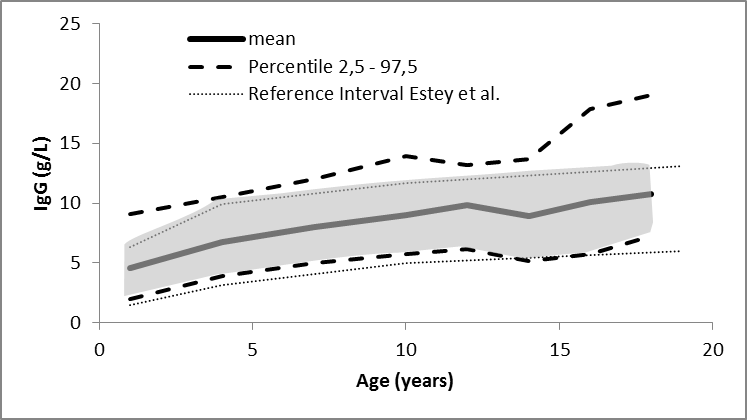 25
mean
Percentile 2,5 - 97,5
20
Reference Interval Estey et al.
15
IgG (g/L)
10
5
0
0 5 10 15 20
Age (years)